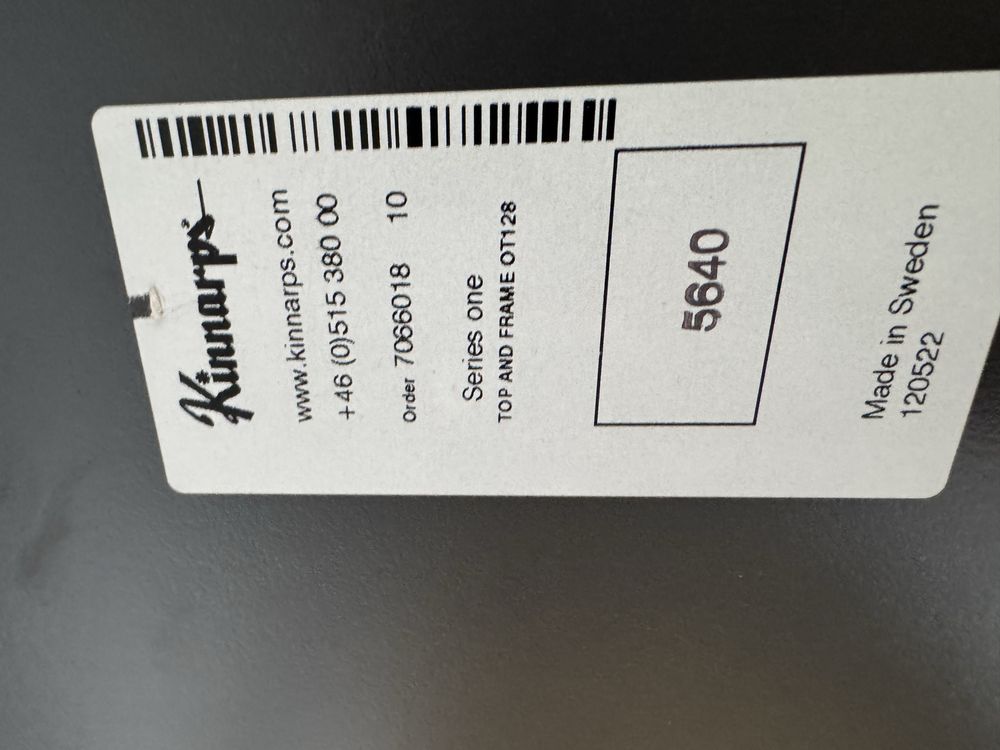 Kinnarps
www.kinnarps.com
+46 (0)515 380 00
Order 7066018 10
Series one
TOP AND FRAME OT128
5640
Made in Sweden
120522